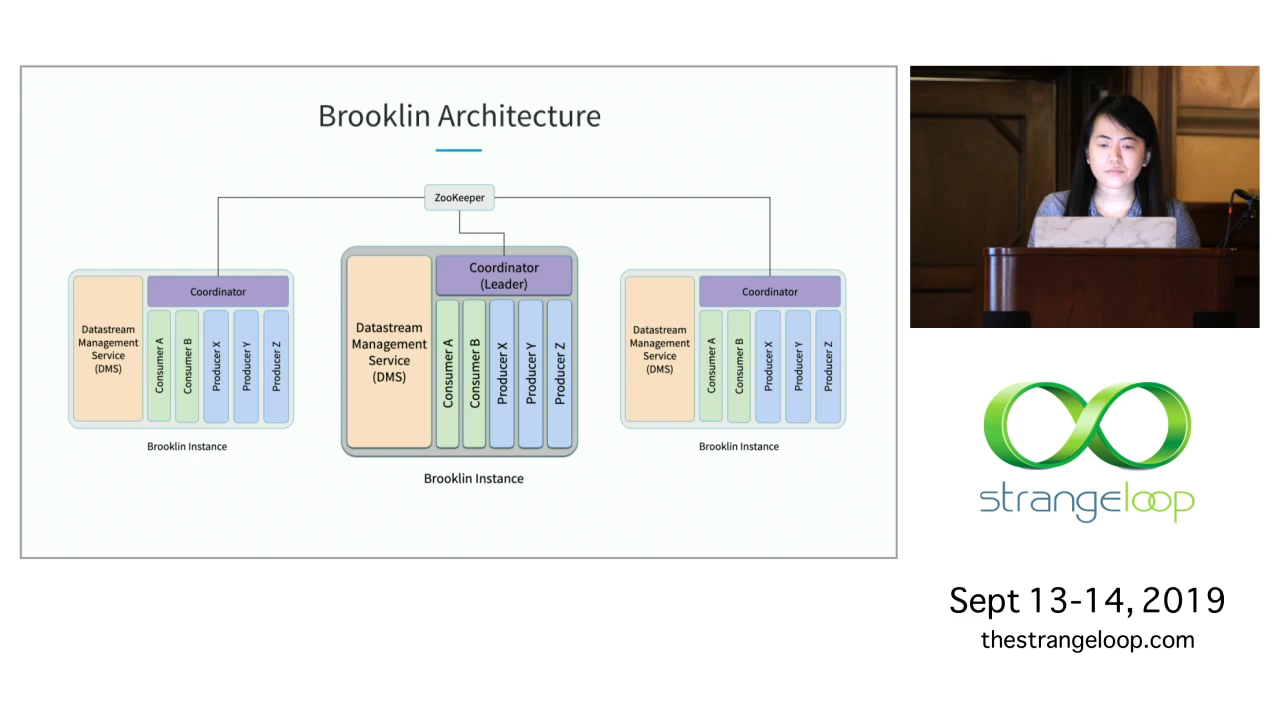 Brooklin Architecture
ZooKeeper
Coordinator
Datastream
Management
Service
(DMS)
Consumer A
Consumer B
Producer X
Producer Y
Producer Z
Brooklin Instance
Coordinator
(Leader)
Datastream
Management
Service
(DMS)
Consumer A
Consumer B
Producer X
Producer Y
Producer Z
Brooklin Instance
Coordinator
Datastream
Management
Service
(DMS)
Consumer A
Consumer B
Producer X
Producer Y
Producer Z
Brooklin Instance
strangeloop
Sept 13-14, 2019
thestrangeloop.com